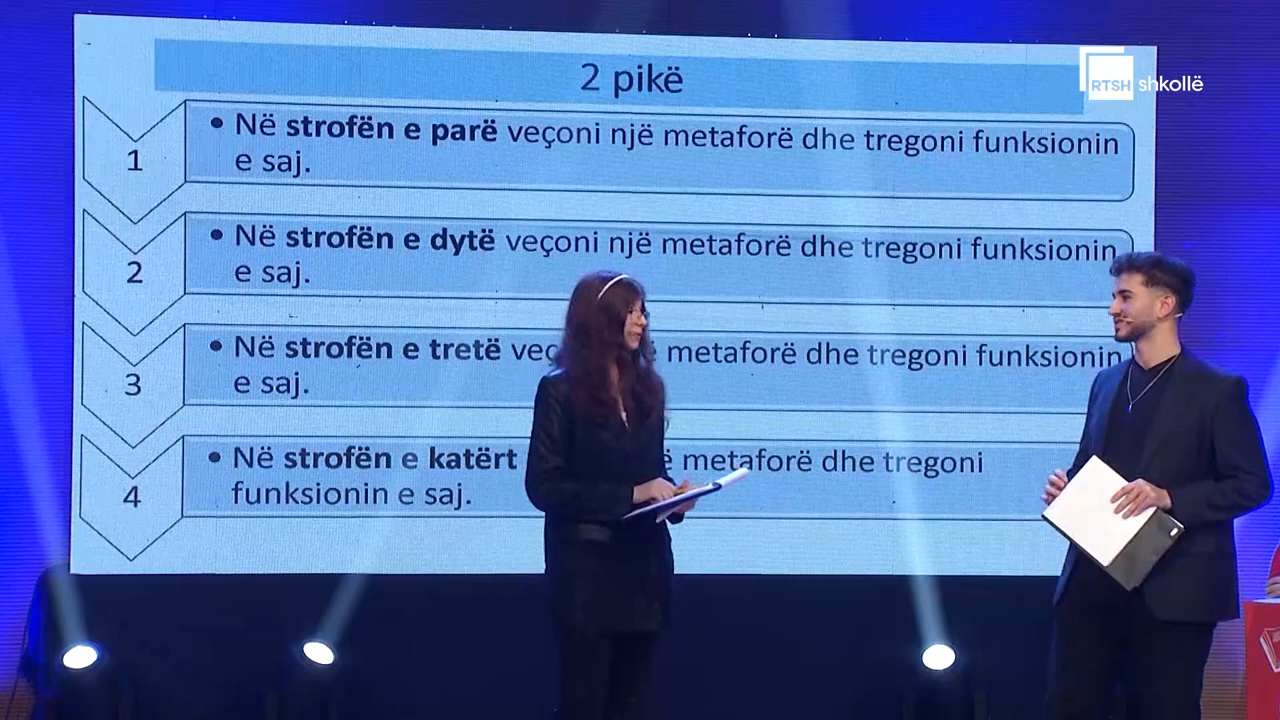 2 pikë
RTSH shkollë
1
• Në strofën e parë veçoni një metaforë dhe tregoni funksionin
e saj.
2
• Në strofën e dytë veçoni një metaforë dhe tregoni funksionin
e saj.
3
• Në strofën e tretë metaforë dhe tregoni funksionin
e saj.
4
• Në strofën e katërt metaforë dhe tregoni
funksionin e saj.